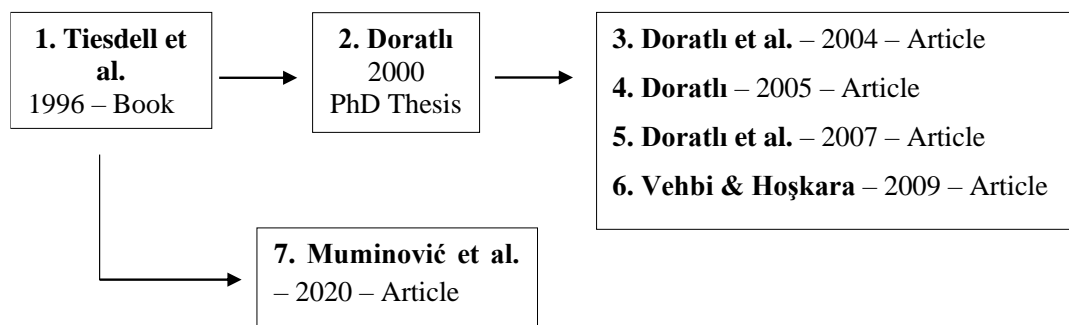 1. Tiesdell et
al.
1996 – Book
2. Doratlı
2000
PhD Thesis
3. Doratlı et al. – 2004 – Article
4. Doratlı – 2005 – Article
5. Doratlı et al. – 2007 – Article
6. Vehbi & Hoşkara – 2009 – Article
7. Muminović et al.
– 2020 – Article